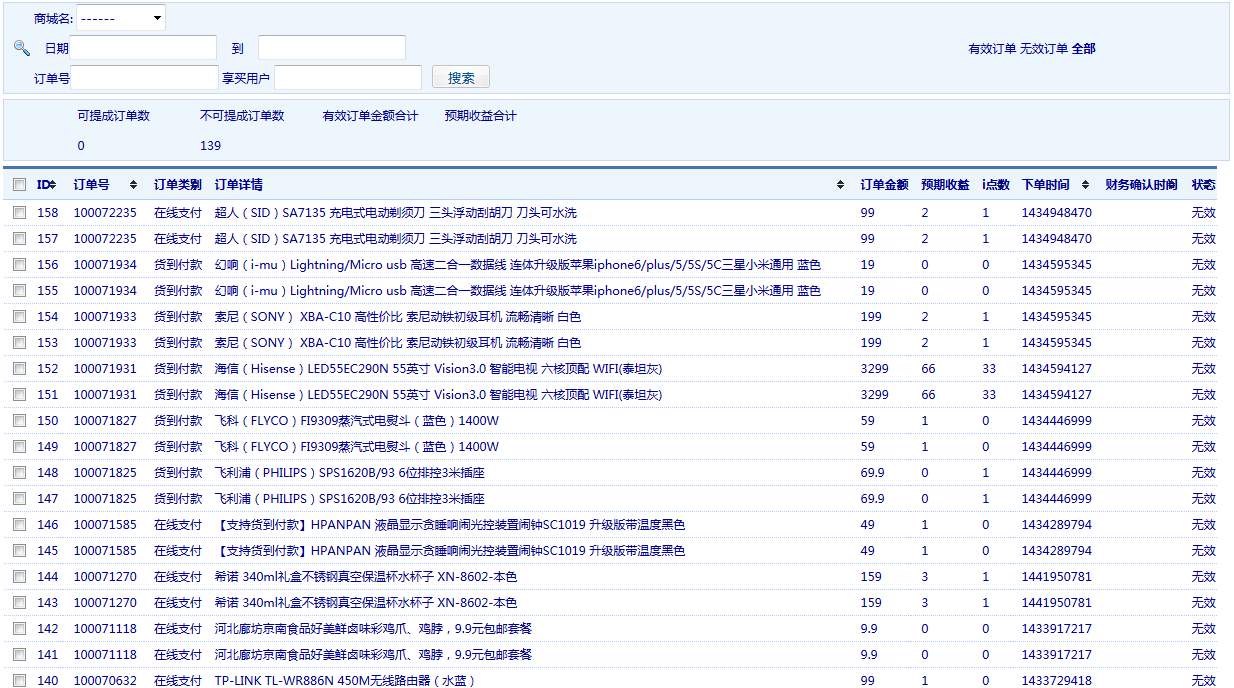 商城名: ------
日期 到 有效订单 无效订单 全部
订单号 享买用户 搜索
可提成订单数 不可提成订单数 有效订单金额合计 预期收益合计
0 139
ID 订单号 订单类别 订单详情 订单金额 预期收益 i点数 下单时间 财务确认时间 状态
158 100072235 在线支付 超人（SID）SA7135 充电式电动剃须刀 三头浮动刮胡刀 刀头可水洗 99 2 1 1434948470 无效
157 100072235 在线支付 超人（SID）SA7135 充电式电动剃须刀 三头浮动刮胡刀 刀头可水洗 99 2 1 1434948470 无效
156 100071934 货到付款 幻响（i-mu）Lightning/Micro usb 高速二合一数据线 连体升级版苹果iphone6/plus/5/5S/5C三星小米通用 蓝色 19 0 0 1434595345 无效
155 100071934 货到付款 幻响（i-mu）Lightning/Micro usb 高速二合一数据线 连体升级版苹果iphone6/plus/5/5S/5C三星小米通用 蓝色 19 0 0 1434595345 无效
154 100071933 货到付款 索尼（SONY） XBA-C10 高性价比 索尼动铁初级耳机 流畅清晰 白色 199 2 1 1434595345 无效
153 100071933 货到付款 索尼（SONY） XBA-C10 高性价比 索尼动铁初级耳机 流畅清晰 白色 199 2 1 1434595345 无效
152 100071931 货到付款 海信（Hisense）LED55EC290N 55英寸 Vision3.0 智能电视 六核顶配 WIFI(泰坦灰) 3299 66 33 1434594127 无效
151 100071931 货到付款 海信（Hisense）LED55EC290N 55英寸 Vision3.0 智能电视 六核顶配 WIFI(泰坦灰) 3299 66 33 1434594127 无效
150 100071827 货到付款 飞科（FLYCO）FI9309蒸汽式电熨斗（蓝色）1400W 59 1 0 1434446999 无效
149 100071827 货到付款 飞科（FLYCO）FI9309蒸汽式电熨斗（蓝色）1400W 59 1 0 1434446999 无效
148 100071825 货到付款 飞利浦（PHILIPS）SPS1620B/93 6位排控3米插座 69.9 0 1 1434446999 无效
147 100071825 货到付款 飞利浦（PHILIPS）SPS1620B/93 6位排控3米插座 69.9 0 1 1434446999 无效
146 100071585 在线支付 【支持货到付款】HPANPAN 液晶显示贪睡响闹光控装置闹钟SC1019 升级版带温度黑色 49 1 0 1434289794 无效
145 100071585 在线支付 【支持货到付款】HPANPAN 液晶显示贪睡响闹光控装置闹钟SC1019 升级版带温度黑色 49 1 0 1434289794 无效
144 100071270 在线支付 希诺 340ml礼盒不锈钢真空保温杯水杯子 XN-8602-本色 159 3 1 1441950781 无效
143 100071270 在线支付 希诺 340ml礼盒不锈钢真空保温杯水杯子 XN-8602-本色 159 3 1 1441950781 无效
142 100071118 在线支付 河北廊坊京南食品好美鲜卤味彩鸡爪、鸡脖，9.9元包邮套餐 9.9 0 0 1433917217 无效
141 100071118 在线支付 河北廊坊京南食品好美鲜卤味彩鸡爪、鸡脖，9.9元包邮套餐 9.9 0 0 1433917217 无效
140 100070632 在线支付 TP-LINK TL-WR886N 450M无线路由器（水蓝） 99 1 0 1433729418 无效